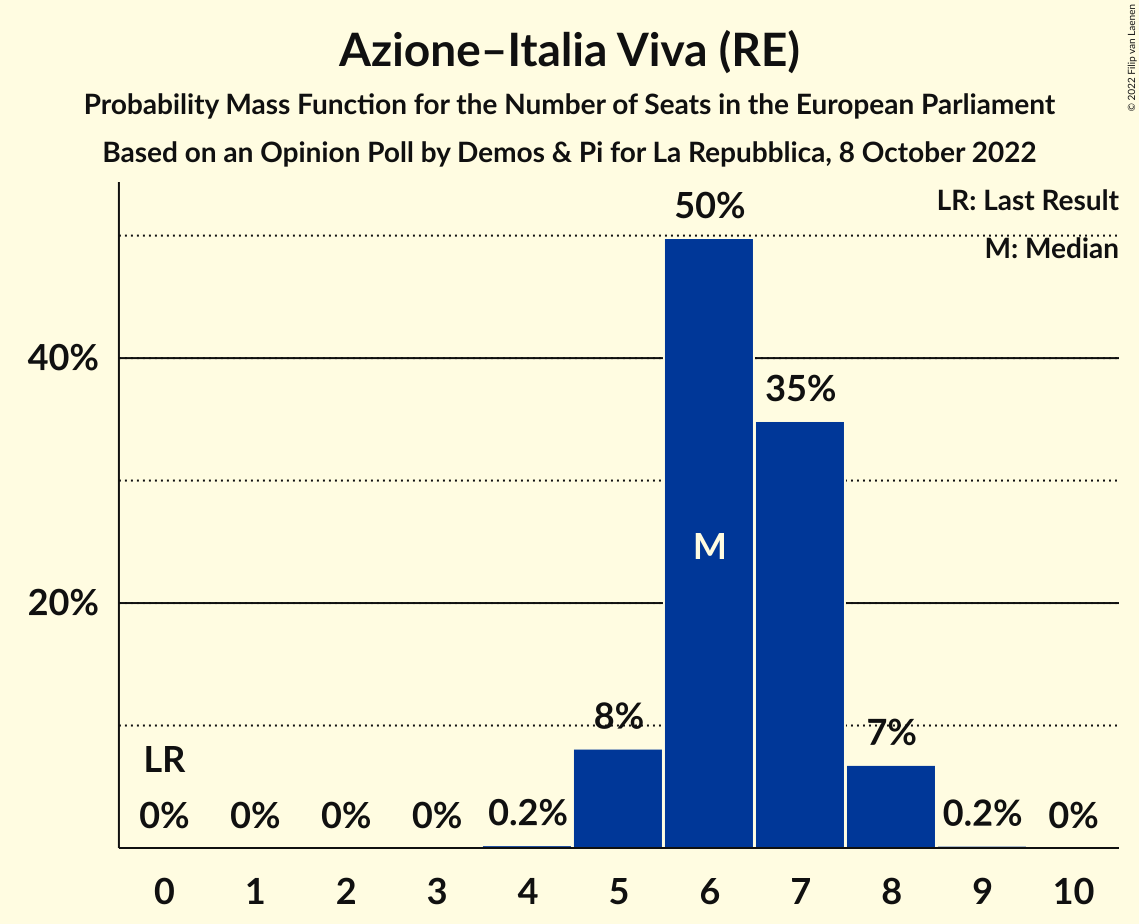 © 2022 Filip van Laenen
Azione–Italia Viva (RE)
Probability Mass Function for the Number of Seats in the European Parliament
Based on an Opinion Poll by Demos & Pi for La Repubblica, 8 October 2022
LR: Last Result
M: Median
50%
40%
35%
M
20%
8%
7%
LR
0% 0% 0% 0% 0.2% 0.2% 0%
0 1 2 3 4 5 6 7 8 9 10